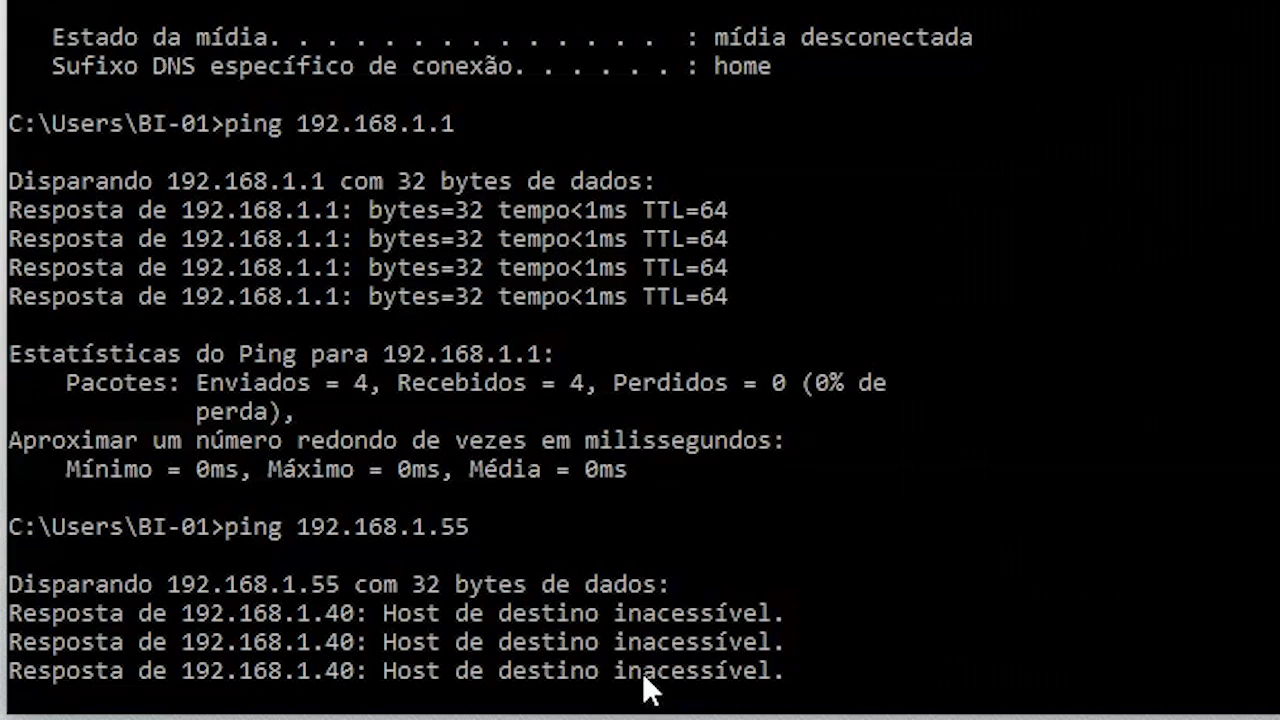 Estado da mídia. . . . . . . . . . . . . .  : mídia desconectada
Sufixo DNS específico de conexão. . . . . . : home
C:\Users\BI-01>ping 192.168.1.1
Disparando 192.168.1.1 com 32 bytes de dados:
Resposta de 192.168.1.1: bytes=32 tempo<1ms TTL=64
Resposta de 192.168.1.1: bytes=32 tempo<1ms TTL=64
Resposta de 192.168.1.1: bytes=32 tempo<1ms TTL=64
Resposta de 192.168.1.1: bytes=32 tempo<1ms TTL=64
Estatísticas do Ping para 192.168.1.1:
Pacotes: Enviados = 4, Recebidos = 4, Perdidos = 0 (0% de
perda),
Aproximar um número redondo de vezes em milissegundos:
Mínimo = 0ms, Máximo = 0ms, Média = 0ms
C:\Users\BI-01>ping 192.168.1.55
Disparando 192.168.1.55 com 32 bytes de dados:
Resposta de 192.168.1.40: Host de destino inacessível.
Resposta de 192.168.1.40: Host de destino inacessível.
Resposta de 192.168.1.40: Host de destino inacessível.